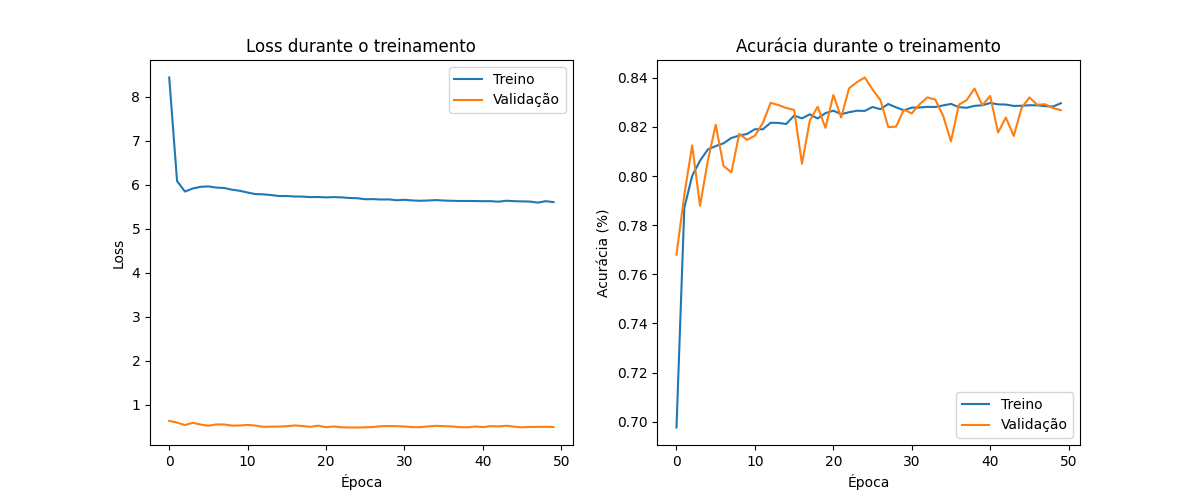 Loss durante o treinamento
8
7
6
5
4
3
2
1
Loss
0
10
20
30
40
50
Época
Treino
Validação
Acurácia durante o treinamento
0.84
0.82
0.80
0.78
0.76
0.74
0.72
0.70
Acurácia (%)
0
10
20
30
40
50
Época
Treino
Validação